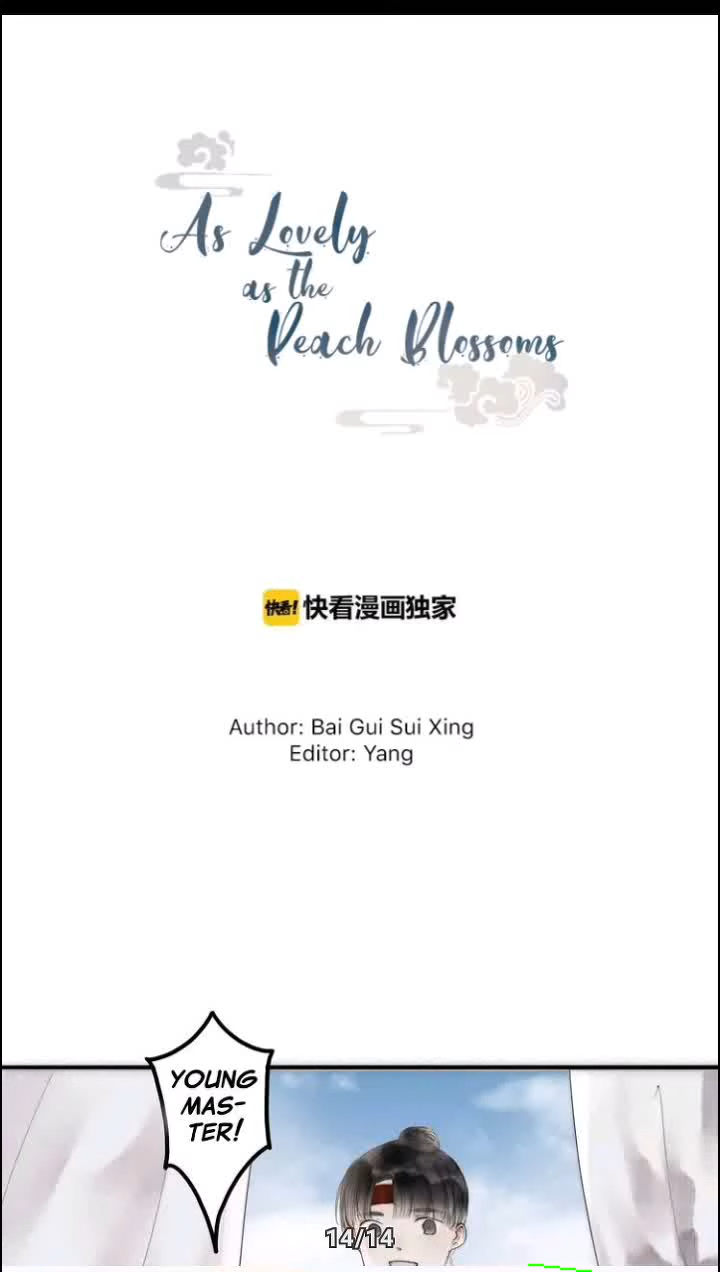 As Lovely
as the
Peach Blossoms
快看! 快看漫画独家
Author: Bai Gui Sui Xing
Editor: Yang
YOUNG
MAS-
TER!
14/14